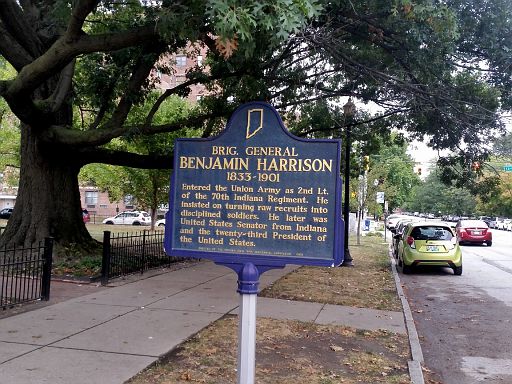 BRIG. GENERAL
BENJAMIN HARRISON
1833-1901
Entered the Union Army as 2nd Lt.
of the 70th Indiana Regiment. He
insisted on turning raw recruits into
disciplined soldiers. He later was
United States Senator from Indiana
and the twenty-third President of
the United States.